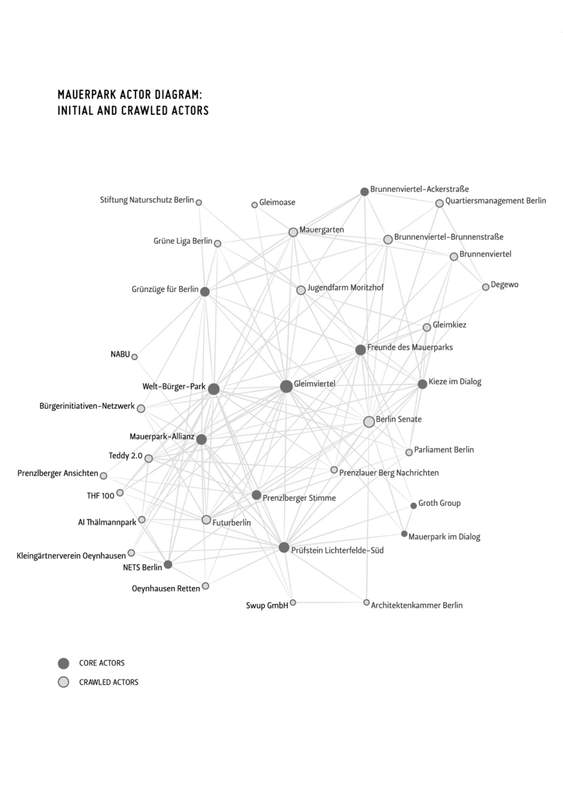 MAUERPARK ACTOR DIAGRAM:
INITIAL AND CRAWLED ACTORS
Brunnenviertel-Ackerstraße
Stiftung Naturschutz Berlin
Gleimoase
Quartiersmanagement Berlin
Mauergarten
Grüne Liga Berlin
Brunnenviertel-Brunnenstraße
Brunnenviertel
Grünzüge für Berlin
Jugendfarm Moritzhof
Degewo
Gleimkiez
NABU
Freunde des Mauerparks
Welt-Bürger-Park
Gleimviertel
Kieze im Dialog
Bürgerinitiativen-Netzwerk
Berlin Senate
Mauerpark-Allianz
Teddy 2.0
Parliament Berlin
Prenzlberger Ansichten
Prenzlauer Berg Nachrichten
THF 100
Prenzlberger Stimme
Groth Group
AI Thälmannpark
Futurberlin
Mauerpark im Dialog
Kleingärtnerverein Oeynhausen
Prüfstein Lichterfelde-Süd
NETS Berlin
Oeynhausen Retten
Swup GmbH
Architektenkammer Berlin
CORE ACTORS
CRAWLED ACTORS